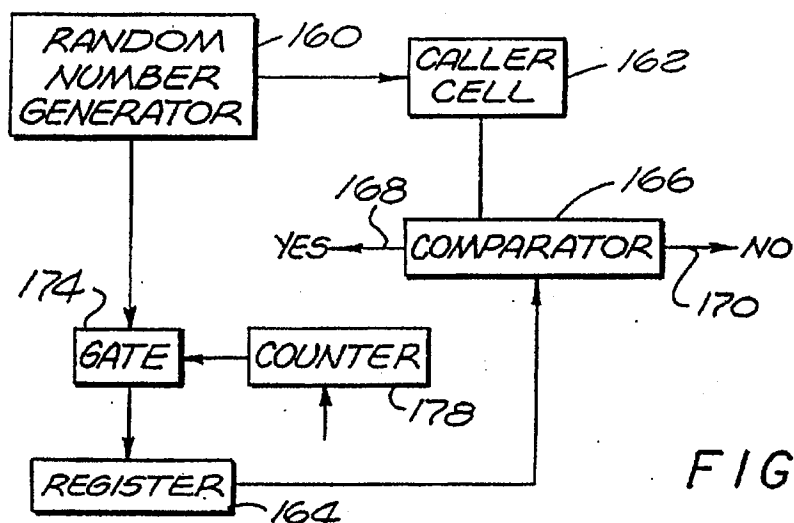 RANDOM
NUMBER
GENERATOR
160
CALLER
CELL
162
168
166
YES
COMPARATOR
NO
170
174
GATE
COUNTER
178
REGISTER
164
FIG